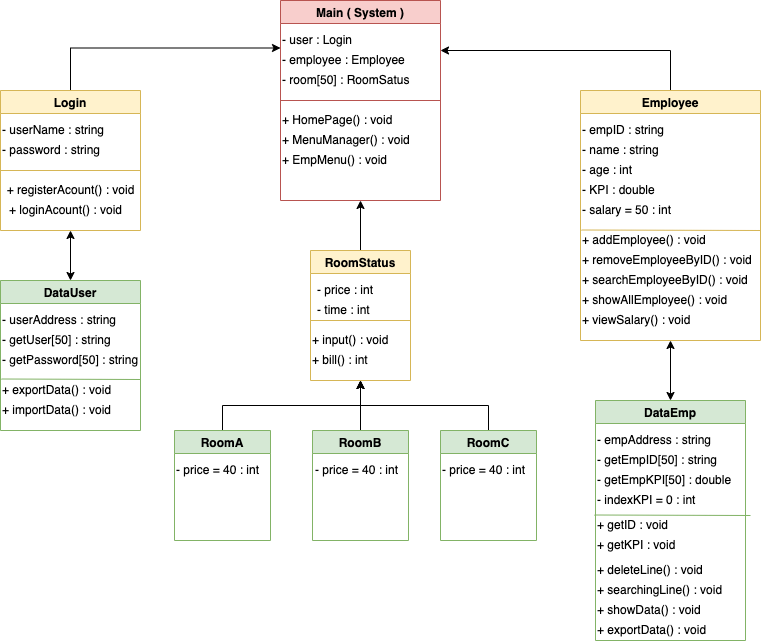 Main ( System )
- user : Login
- employee : Employee
- room[50] : RoomSatus
+ HomePage() : void
+ MenuManager() : void
+ EmpMenu() : void
Login
- userName : string
- password : string
+ registerAcount() : void
+ loginAcount() : void
Employee
- empID : string
- name : string
- age : int
- KPI : double
- salary = 50 : int
+ addEmployee() : void
+ removeEmployeeByID() : void
+ searchEmployeeByID() : void
+ showAllEmployee() : void
+ viewSalary() : void
RoomStatus
- price : int
- time : int
+ input() : void
+ bill() : int
DataUser
- userAddress : string
- getUser[50] : string
- getPassword[50] : string
+ exportData() : void
+ importData() : void
RoomA
- price = 40 : int
RoomB
- price = 40 : int
RoomC
- price = 40 : int
DataEmp
- empAddress : string
- getEmpID[50] : string
- getEmpKPI[50] : double
- indexKPI = 0 : int
+ getID : void
+ getKPI : void
+ deleteLine() : void
+ searchingLine() : void
+ showData() : void
+ exportData() : void